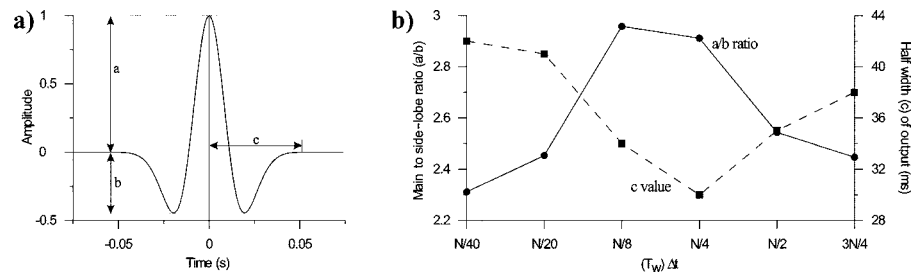 a)
1
0.5
0
-0.5
Amplitude
a
b
c
-0.05
0
0.05
Time (s)
b)
3
2.8
2.6
2.4
2.2
Main to side-lobe ratio (a/b)
a/b ratio
c value
44
40
36
32
28
Half width (c) of output (ms)
N/40
N/20
N/8
N/4
N/2
3N/4
(T_W) Δt